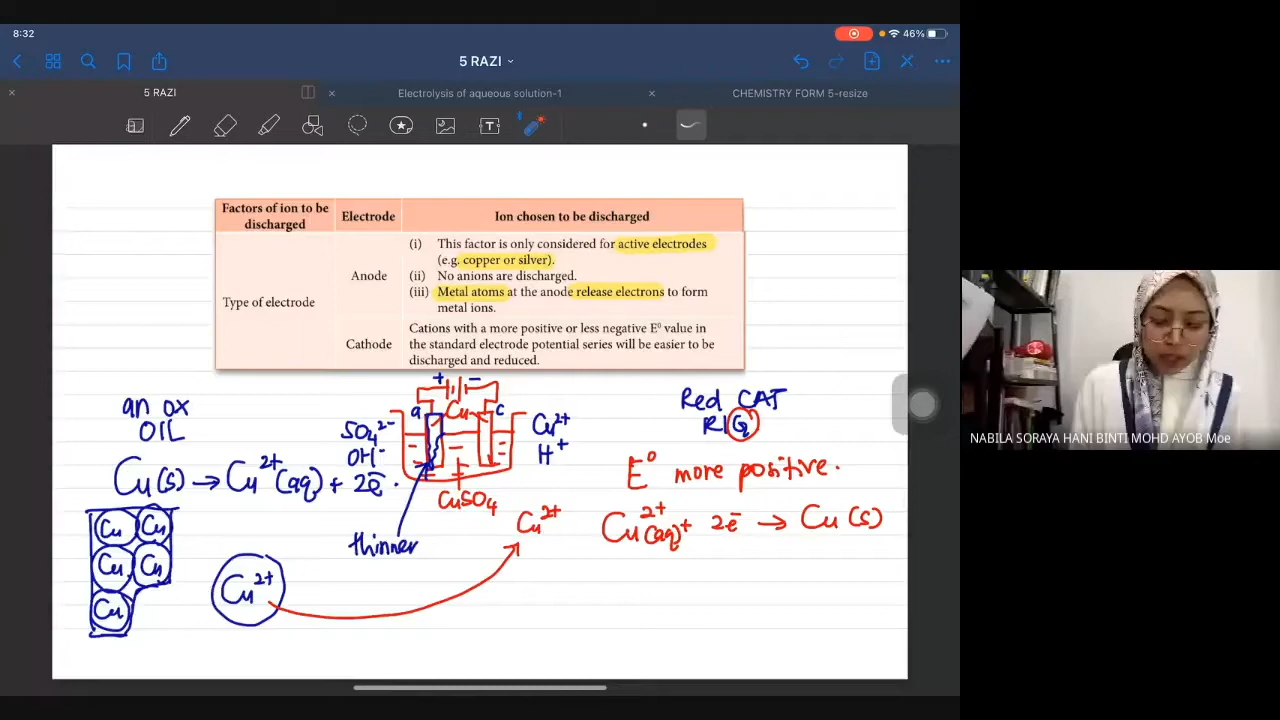 8:32
46%
5 RAZI
5 RAZI
Electrolysis of aqueous solution-1
CHEMISTRY FORM 5-resize
Factors of ion to be discharged
Electrode
Ion chosen to be discharged
Type of electrode
Anode
(i) This factor is only considered for active electrodes
(e.g. copper or silver).
(ii) No anions are discharged.
(iii) Metal atoms at the anode release electrons to form
metal ions.
Cathode
Cations with a more positive or less negative E⁰ value in
the standard electrode potential series will be easier to be
discharged and reduced.
an ox
OIL
SO₄²⁻
OH⁻
+ −
a Cu c
Cu²⁺
H⁺
CuSO₄
Red CAT
RIG
Cu(s) → Cu²⁺(aq) + 2e⁻.
E⁰ more positive.
Cu²⁺(aq) + 2e⁻ → Cu(s)
thinner
Cu Cu
Cu Cu
Cu
Cu²⁺
Cu²⁺
NABILA SORAYA HANI BINTI MOHD AYOB Moe